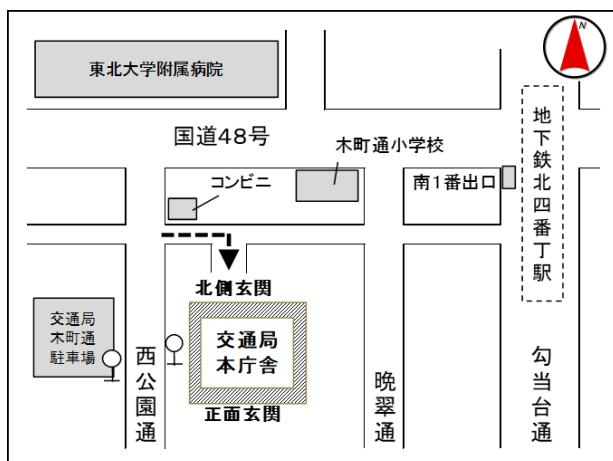 N
東北大学附属病院
国道48号
木町通小学校
コンビニ
南1番出口
地下鉄北四番丁駅
北側玄関
交通局
本庁舎
正面玄関
交通局
木町通
駐車場
西公園通
晩翠通
勾当台通